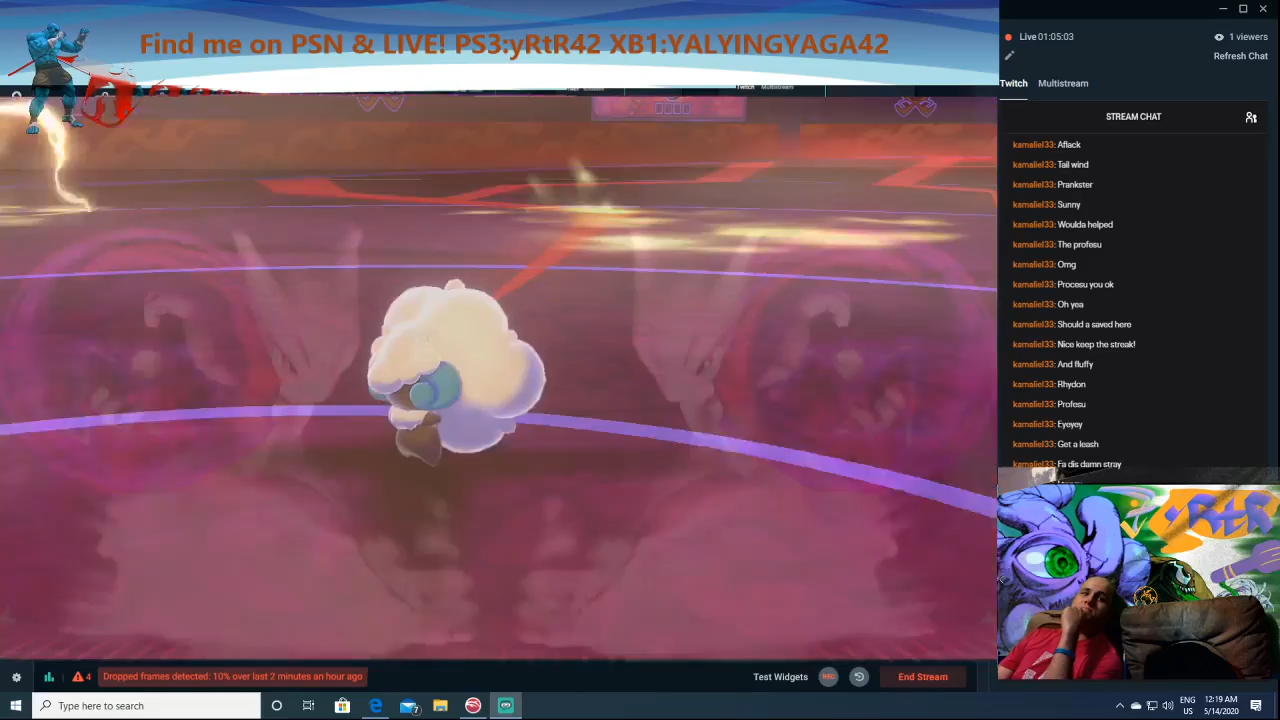 Find me on PSN & LIVE! PS3:yRtR42 XB1:YALYINGYAGA42
Live 01:05:03
1 viewers
Refresh Chat
Twitch Multistream
Twitch Multistream
STREAM CHAT
kamaliel33: Aflack
kamaliel33: Tail wind
kamaliel33: Prankster
kamaliel33: Sunny
kamaliel33: Woulda helped
kamaliel33: The profesu
kamaliel33: Omg
kamaliel33: Procesu you ok
kamaliel33: Oh yea
kamaliel33: Should a saved here
kamaliel33: Nice keep the streak!
kamaliel33: And fluffy
kamaliel33: Rhydon
kamaliel33: Profesu
kamaliel33: Eyeyey
kamaliel33: Get a leash
kamaliel33: Fa dis damn stray
4 Dropped frames detected: 10% over last 2 minutes an hour ago
Test Widgets
REC
End Stream
Type here to search
7
ENG
US
12:19 AM
5/14/2020